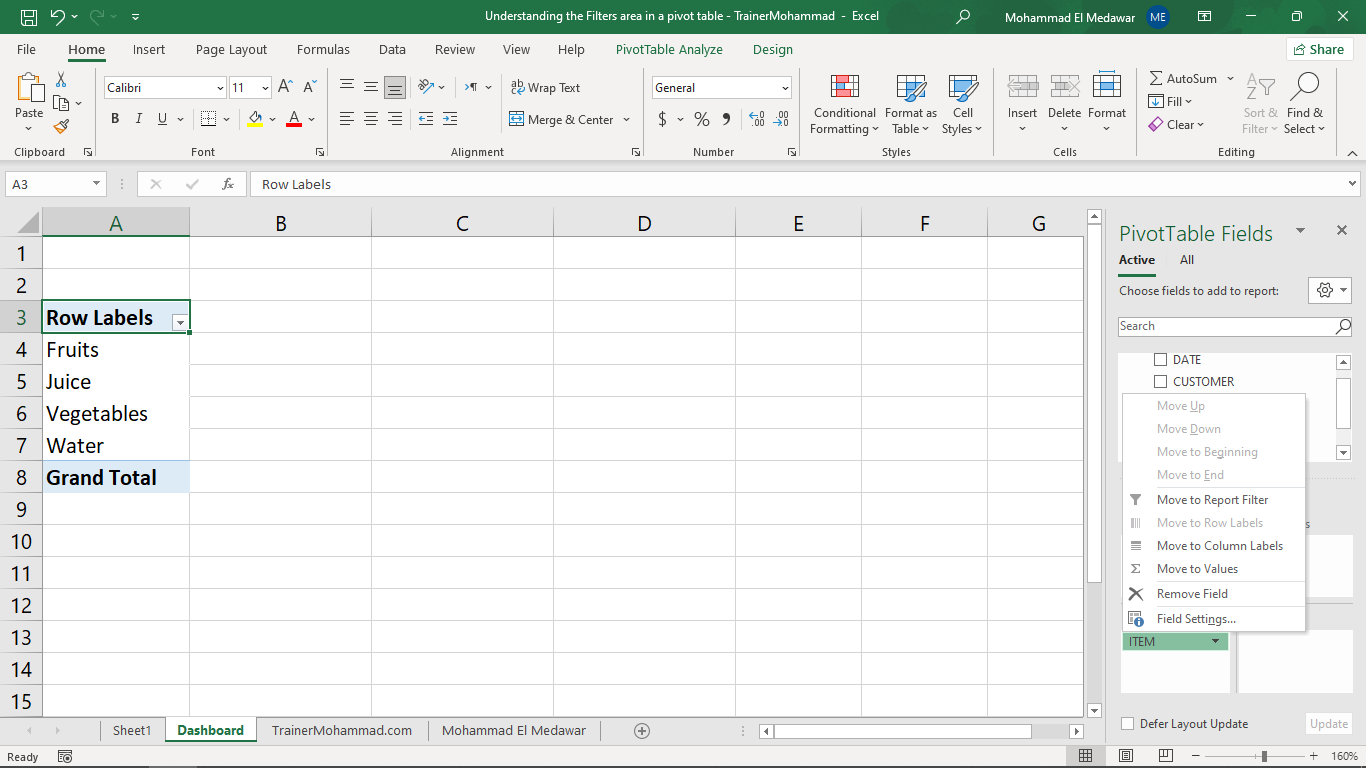 Understanding the Filters area in a pivot table - TrainerMohammad - Excel
Mohammad El Medawar ME
File Home Insert Page Layout Formulas Data Review View Help PivotTable Analyze Design Share
Paste
Clipboard
Calibri 11
B I U
Font
Wrap Text
Merge & Center
Alignment
General
$ % 9
Number
Conditional Formatting
Format as Table
Cell Styles
Styles
Insert Delete Format
Cells
AutoSum
Fill
Clear
Sort & Filter
Find & Select
Editing
A3 fx Row Labels
A B C D E F G
1
2
3 Row Labels
4 Fruits
5 Juice
6 Vegetables
7 Water
8 Grand Total
9
10
11
12
13
14
15
PivotTable Fields
Active All
Choose fields to add to report:
Search
DATE
CUSTOMER
Move Up
Move Down
Move to Beginning
Move to End
Move to Report Filter
Move to Row Labels
Move to Column Labels
Move to Values
Remove Field
Field Settings...
ITEM
Defer Layout Update Update
Sheet1 Dashboard TrainerMohammad.com Mohammad El Medawar
Ready
160%